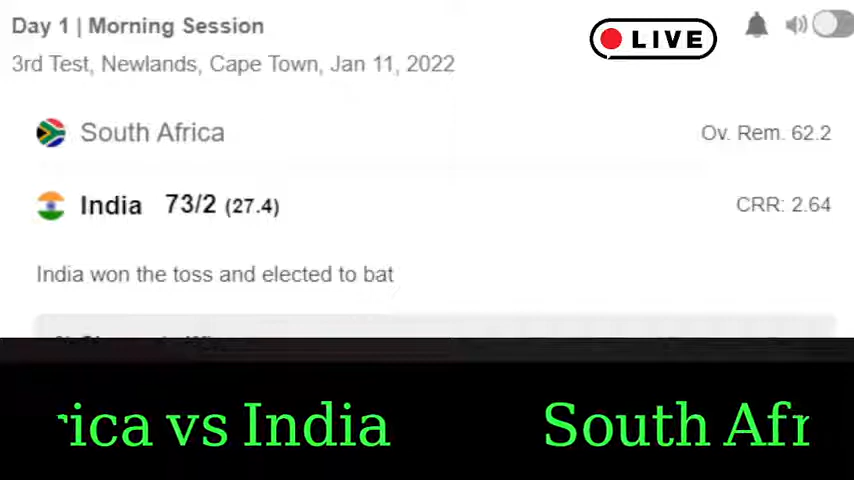 Day 1 | Morning Session
LIVE
3rd Test, Newlands, Cape Town, Jan 11, 2022
South Africa Ov. Rem. 62.2
India 73/2 (27.4) CRR: 2.64
India won the toss and elected to bat
rica vs India South Afr